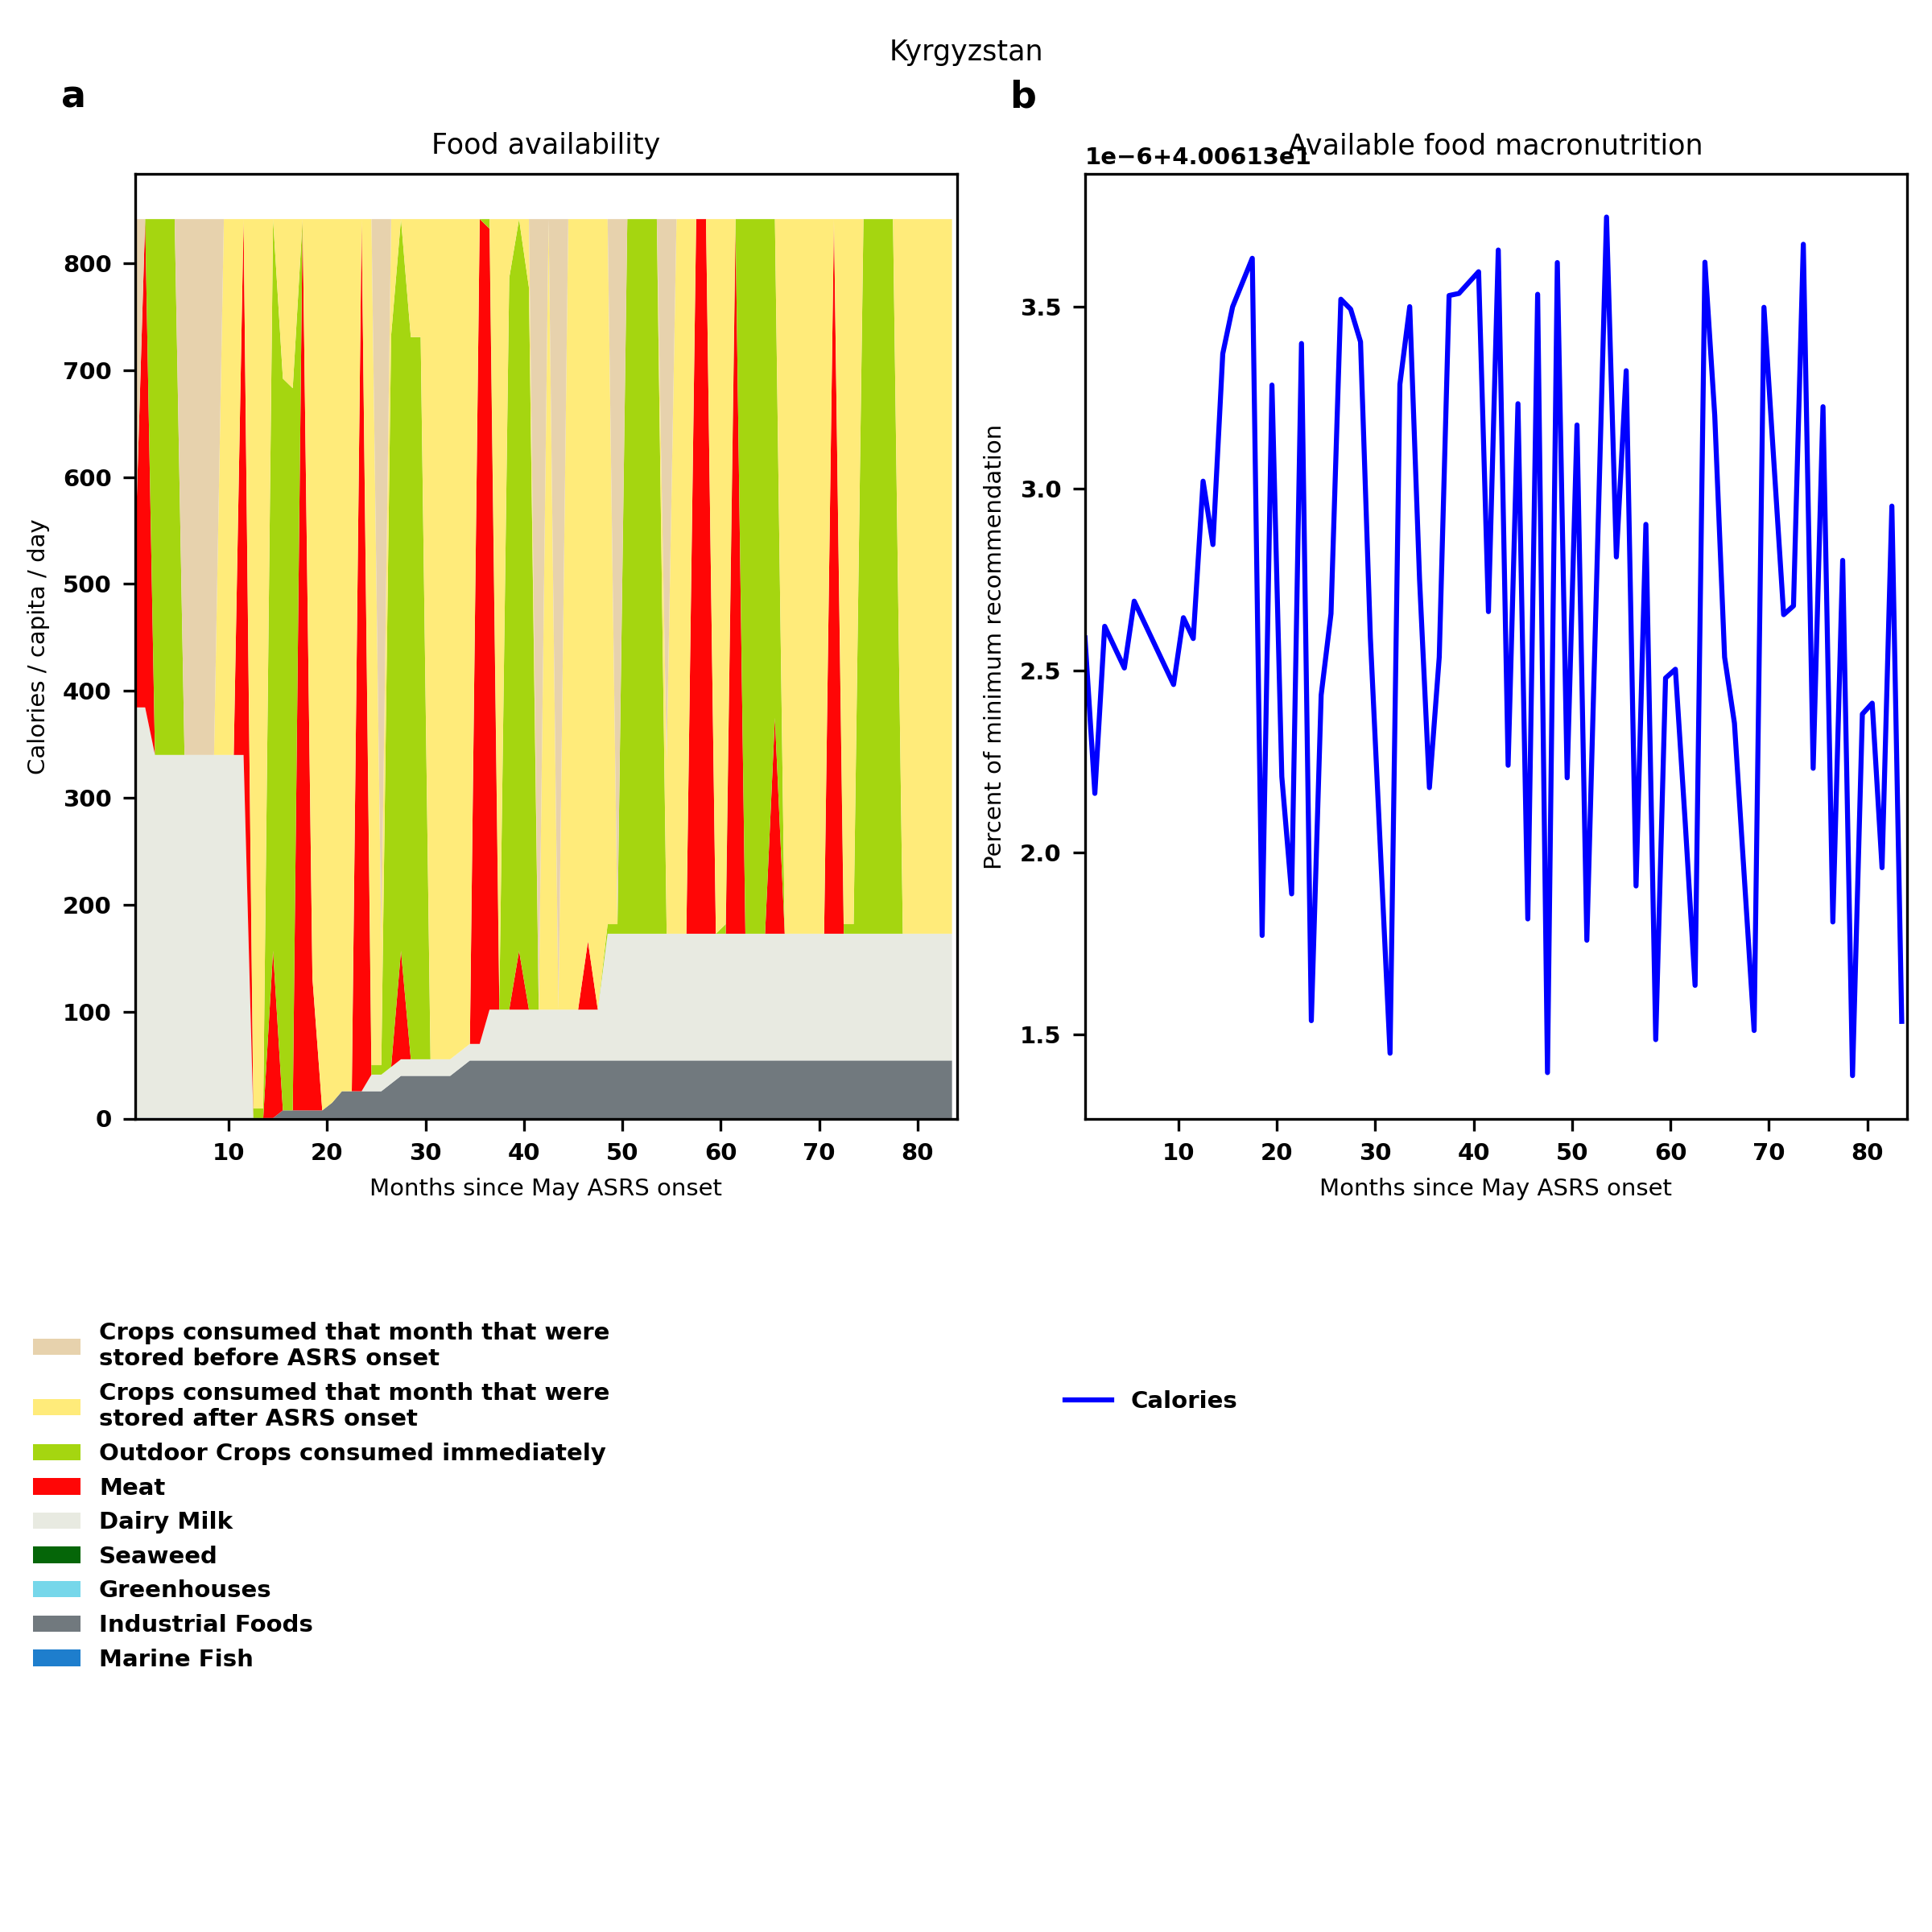 Kyrgyzstan
a
Food availability
Calories / capita / day
800
700
600
500
400
300
200
100
0
10 20 30 40 50 60 70 80
Months since May ASRS onset
b
Available food macronutrition
1e−6+4.00613e1
Percent of minimum recommendation
3.5
3.0
2.5
2.0
1.5
10 20 30 40 50 60 70 80
Months since May ASRS onset
Crops consumed that month that were
stored before ASRS onset
Crops consumed that month that were
stored after ASRS onset
Outdoor Crops consumed immediately
Meat
Dairy Milk
Seaweed
Greenhouses
Industrial Foods
Marine Fish
Calories